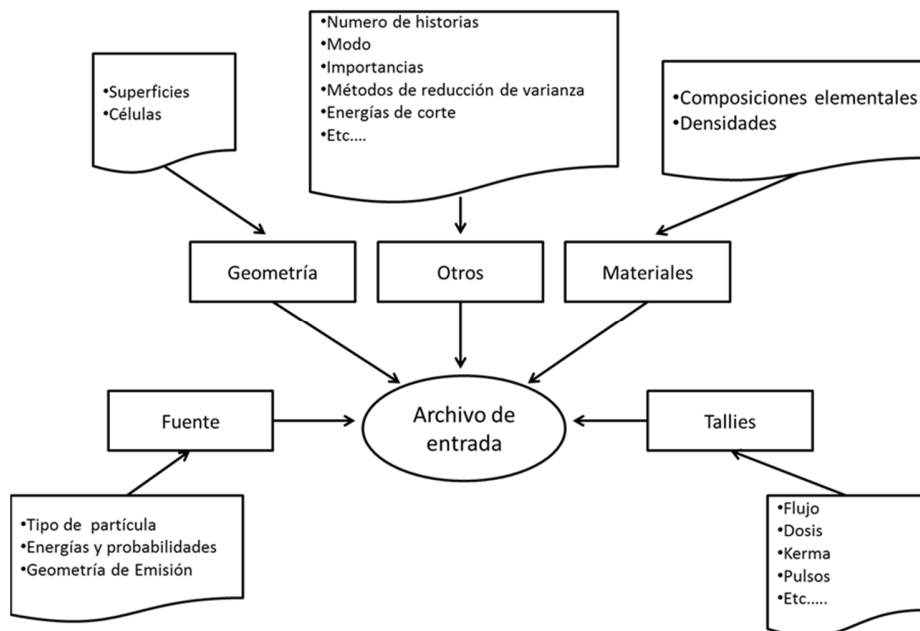 •Superficies
•Células
•Numero de historias
•Modo
•Importancias
•Métodos de reducción de varianza
•Energías de corte
•Etc....
•Composiciones elementales
•Densidades
Geometría
Otros
Materiales
Fuente
Archivo de
entrada
Tallies
•Tipo de partícula
•Energías y probabilidades
•Geometría de Emisión
•Flujo
•Dosis
•Kerma
•Pulsos
•Etc.....